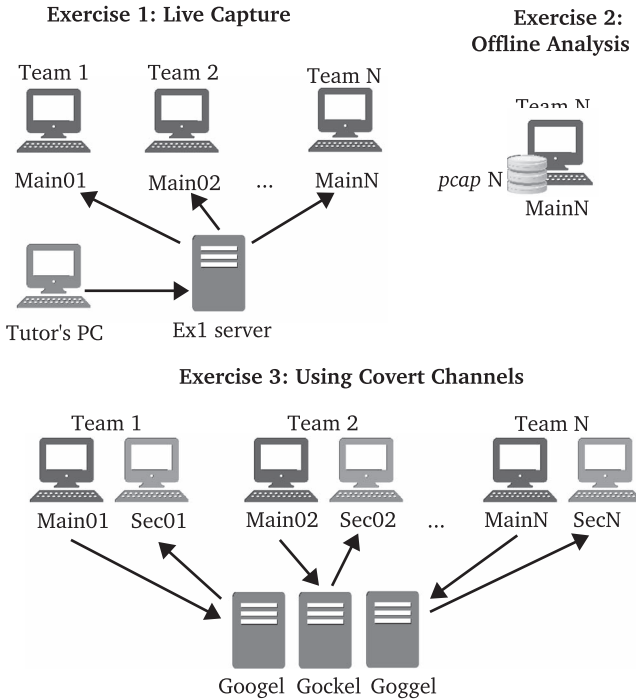 Exercise 1: Live Capture
Team 1
Team 2
Team N
Main01
Main02
...
MainN
Tutor's PC
Ex1 server
Exercise 2:
Offline Analysis
Team N
pcap N
MainN
Exercise 3: Using Covert Channels
Team 1
Team 2
Team N
Main01
Sec01
Main02
Sec02
...
MainN
SecN
Googel
Gockel
Goggel